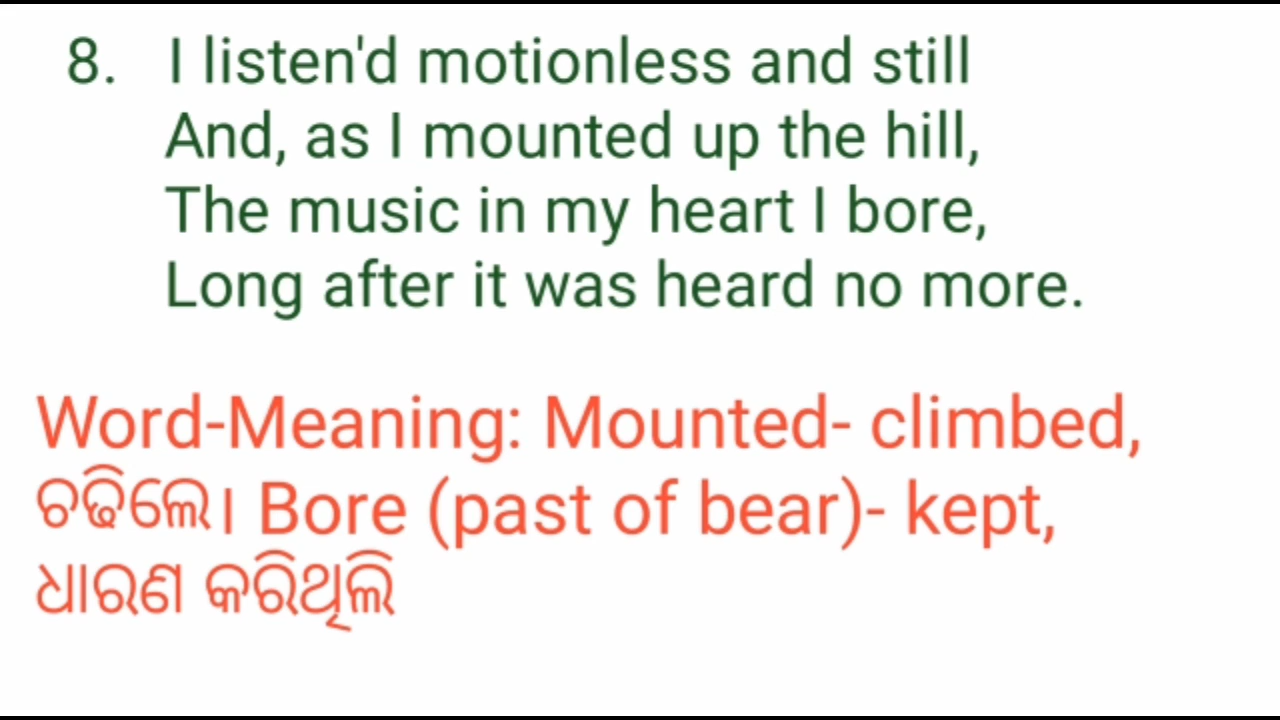 8. I listen'd motionless and still
And, as I mounted up the hill,
The music in my heart I bore,
Long after it was heard no more.
Word-Meaning: Mounted- climbed,
ଚଢିଲେ। Bore (past of bear)- kept,
ଧାରଣ କରିଥିଲି